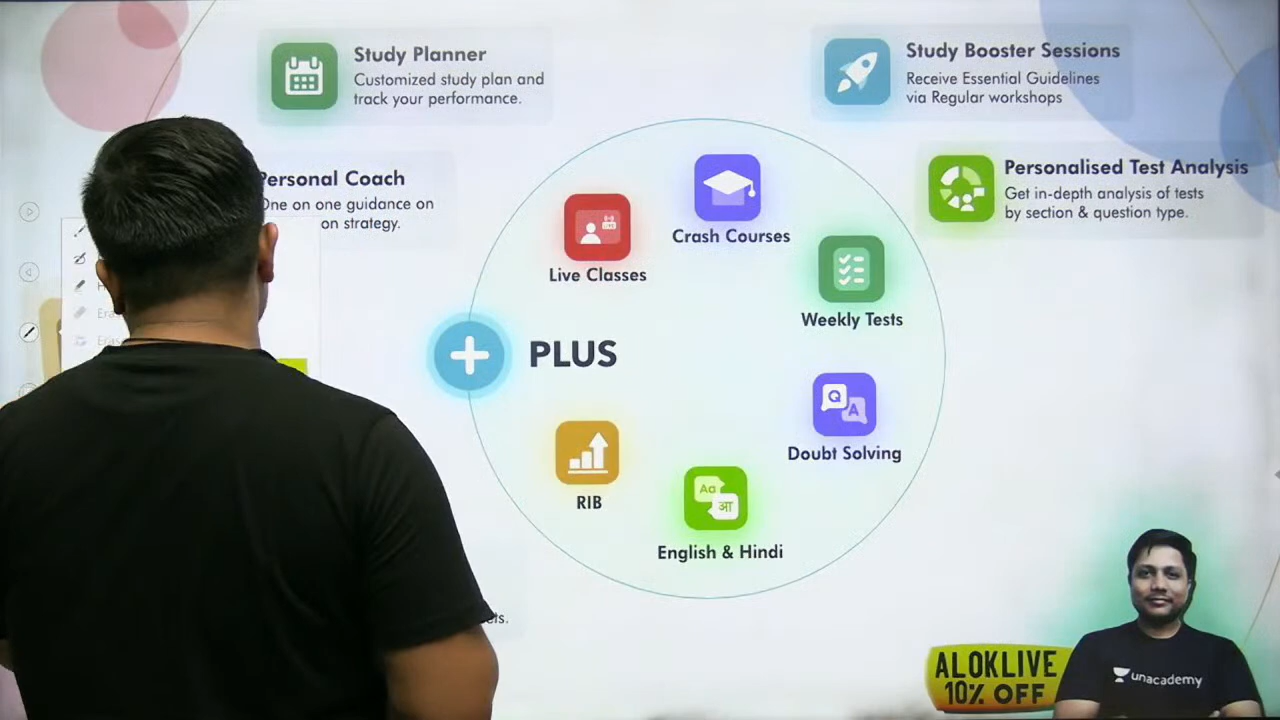 Study Planner
Customized study plan and
track your performance.
Study Booster Sessions
Receive Essential Guidelines
via Regular workshops
Personal Coach
One on one guidance on
on strategy.
Personalised Test Analysis
Get in-depth analysis of tests
by section & question type.
Crash Courses
Live Classes
Weekly Tests
PLUS
Q
A
Doubt Solving
RIB
Aa
आ
English & Hindi
ALOKLIVE
10% OFF
unacademy